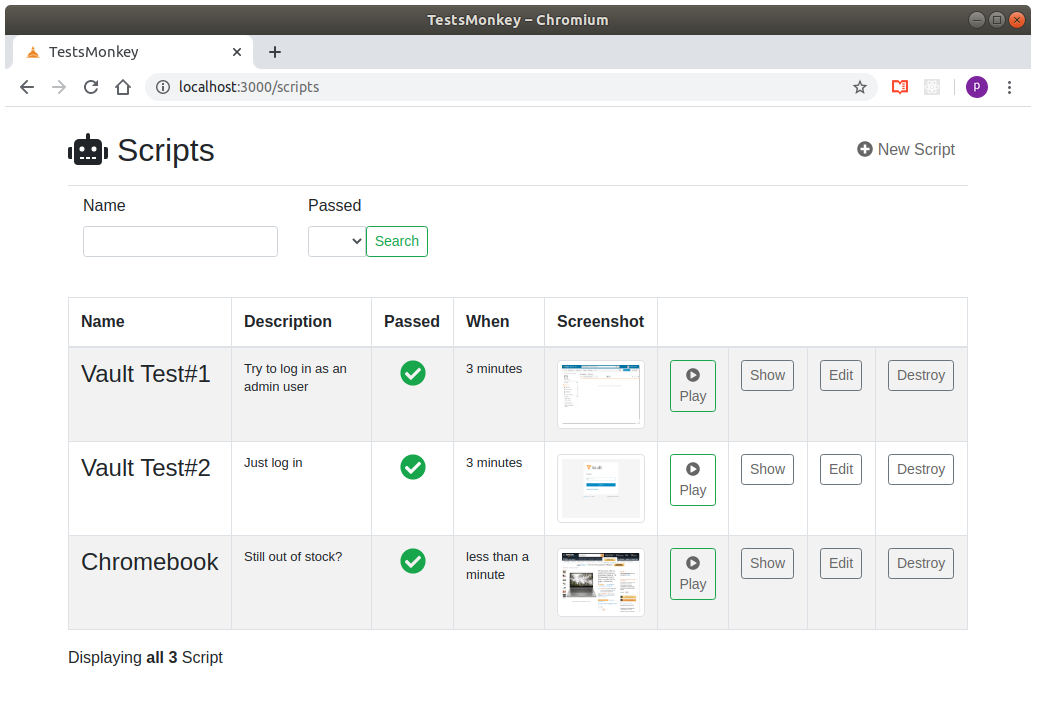 TestsMonkey – Chromium
TestsMonkey
localhost:3000/scripts
p
Scripts
New Script
Name Passed
Search
Name Description Passed When Screenshot
Vault Test#1 Try to log in as an admin user 3 minutes Play Show Edit Destroy
Vault Test#2 Just log in 3 minutes Play Show Edit Destroy
Chromebook Still out of stock? less than a minute Play Show Edit Destroy
Displaying all 3 Script